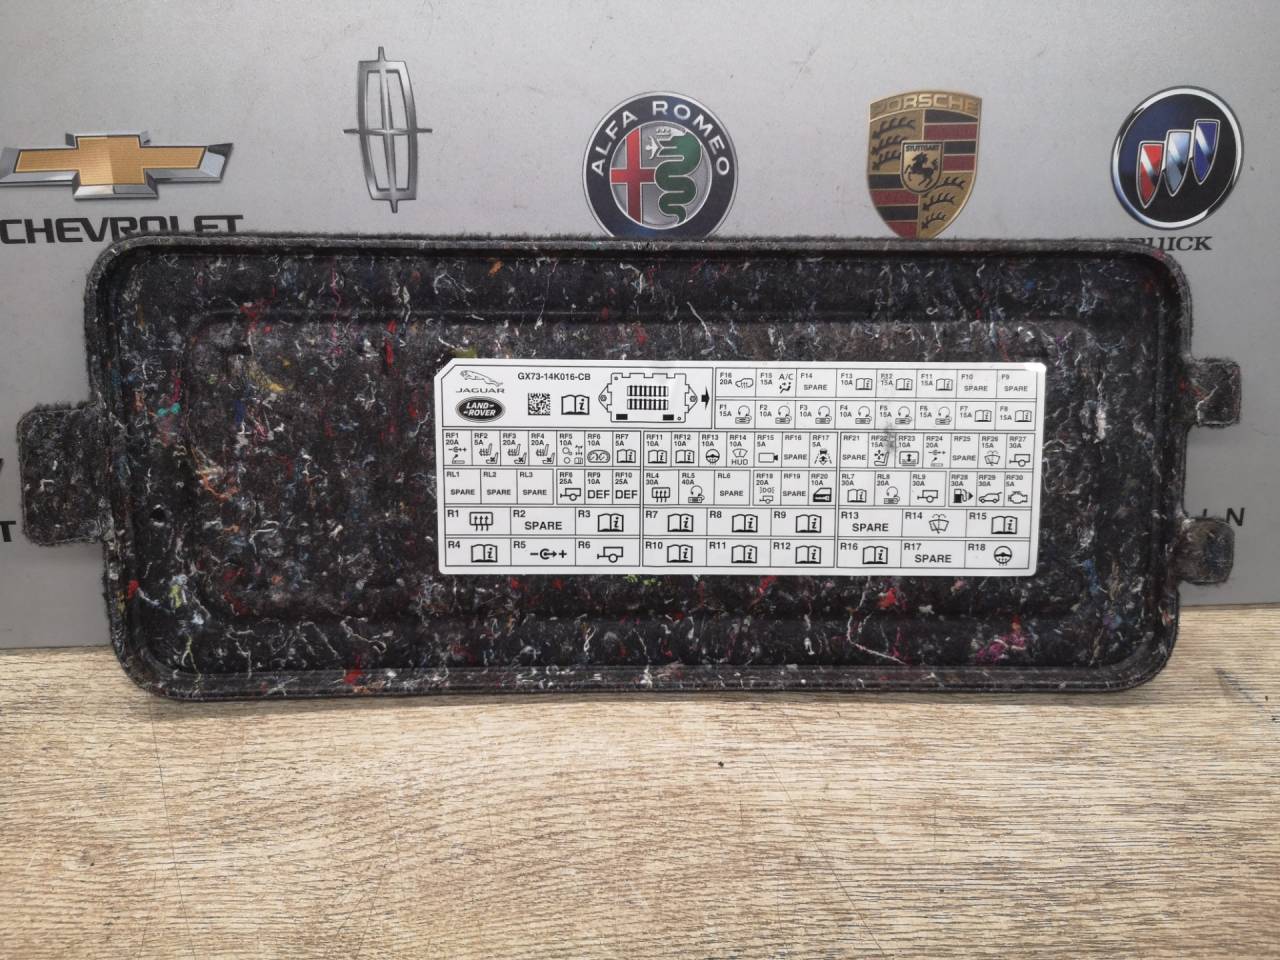 CHEVROLET
ALFA ROMEO
PORSCHE
STUTTGART
BUICK
JAGUAR
LAND-
-ROVER
GX73-14K016-CB
F16 20A
F15 15A A/C
F14 SPARE
F13 10A
F12 15A
F11 15A
F10 SPARE
F9 SPARE
F1 15A
F2 10A
F3 10A
F4 10A
F5 15A
F6 15A
F7 15A
F8 15A
RF1 20A
RF2 5A
RF3 20A
RF4 20A
RF5 10A
RF6 10A
RF7 5A
RF11 10A
RF12 10A
RF13 10A
RF14 10A HUD
RF15 5A
RF16 SPARE
RF17 5A
RF21 SPARE
RF22 15A
RF23 10A
RF24 20A
RF25 SPARE
RF26 15A
RF27 30A
RL1 SPARE
RL2 SPARE
RL3 SPARE
RF8 25A
RF9 10A DEF
RF10 25A DEF
RL4 30A
RL5 40A
RL6 SPARE
RF18 20A
RF19 SPARE
RF20 10A
RL7 30A
RL8 30A
RL9 30A
RF28 30A
RF29 30A
RF30 5A
R1
R2 SPARE
R3
R7
R8
R9
R13 SPARE
R14
R15
R4
R5
R6
R10
R11
R12
R16
R17 SPARE
R18